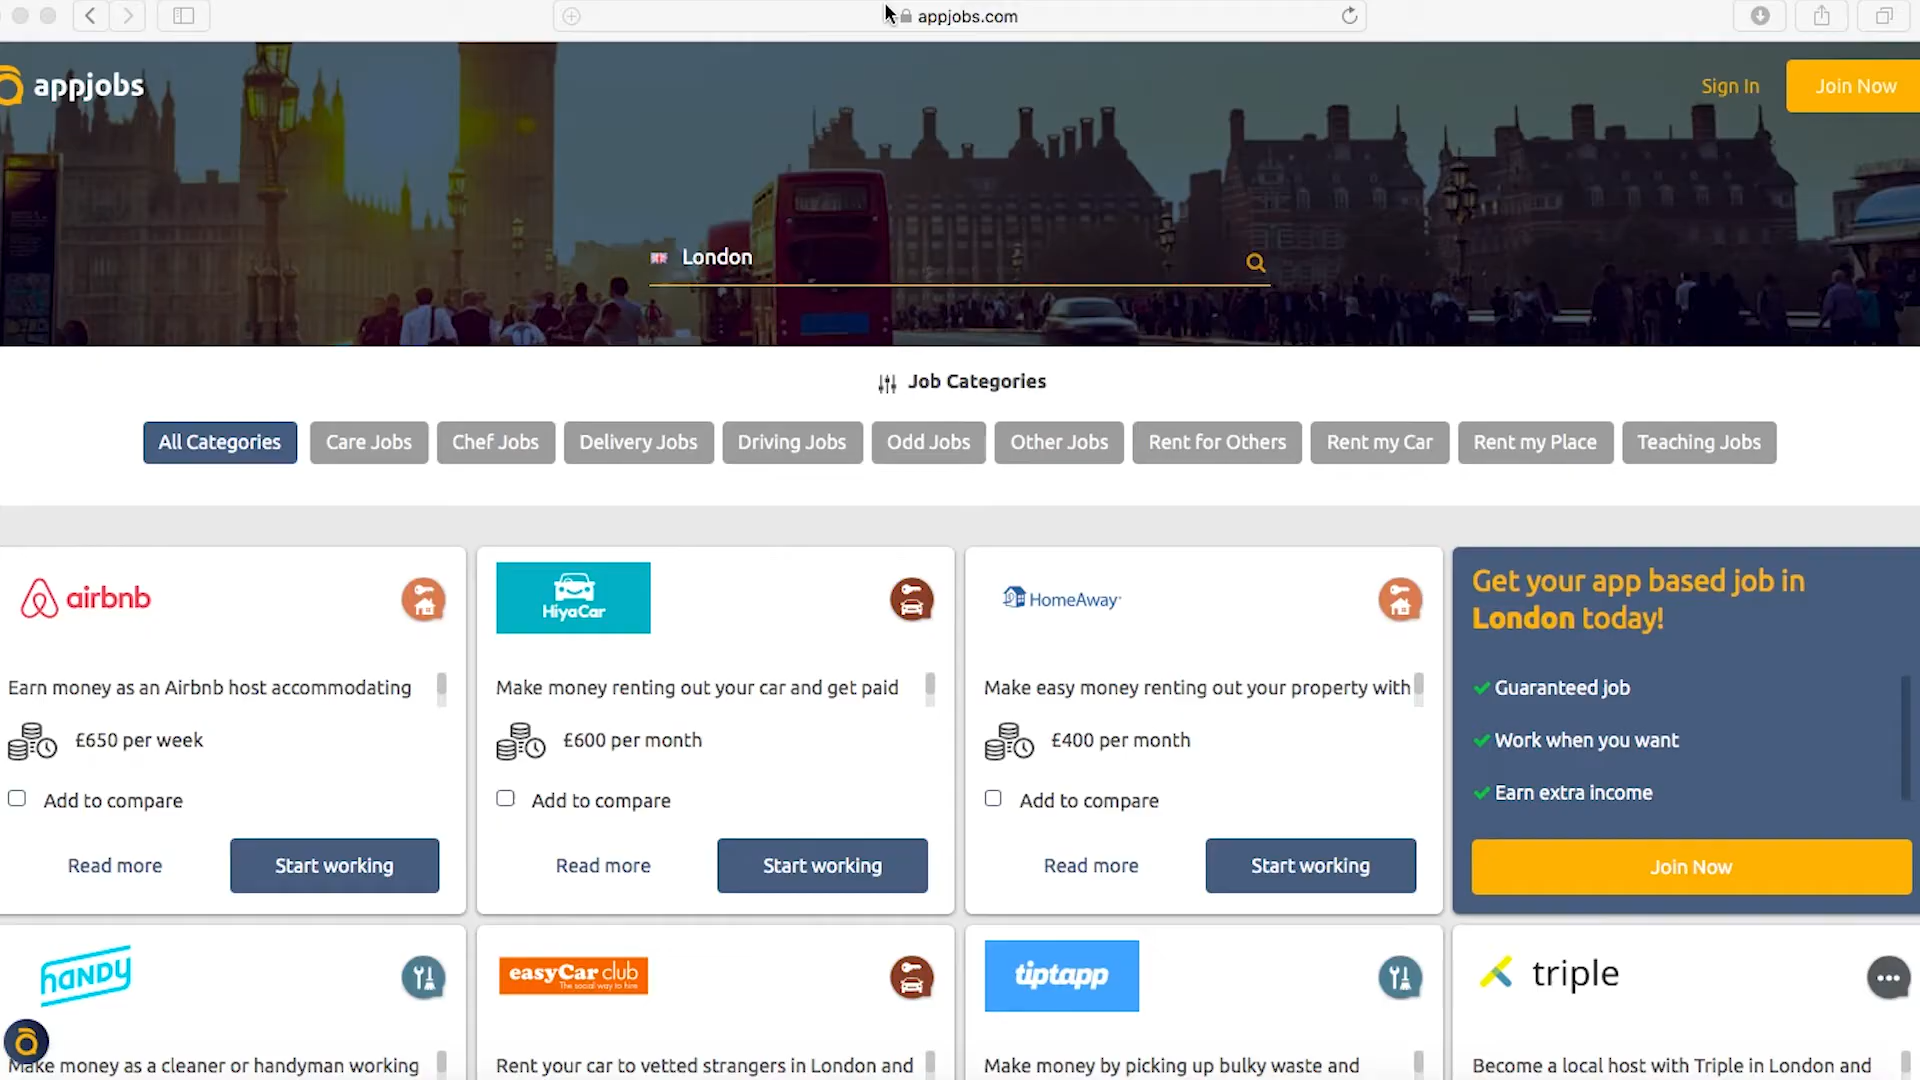 appjobs.com
appjobs
Sign In
Join Now
London
Job Categories
All Categories
Care Jobs
Chef Jobs
Delivery Jobs
Driving Jobs
Odd Jobs
Other Jobs
Rent for Others
Rent my Car
Rent my Place
Teaching Jobs
airbnb
Earn money as an Airbnb host accommodating
£650 per week
Add to compare
Read more
Start working
HiyaCar
Make money renting out your car and get paid
£600 per month
Add to compare
Read more
Start working
HomeAway
Make easy money renting out your property with
£400 per month
Add to compare
Read more
Start working
Get your app based job in
London today!
Guaranteed job
Work when you want
Earn extra income
Join Now
HANDY
Make money as a cleaner or handyman working
easyCar club
The social way to hire
Rent your car to vetted strangers in London and
tiptapp
Make money by picking up bulky waste and
triple
Become a local host with Triple in London and